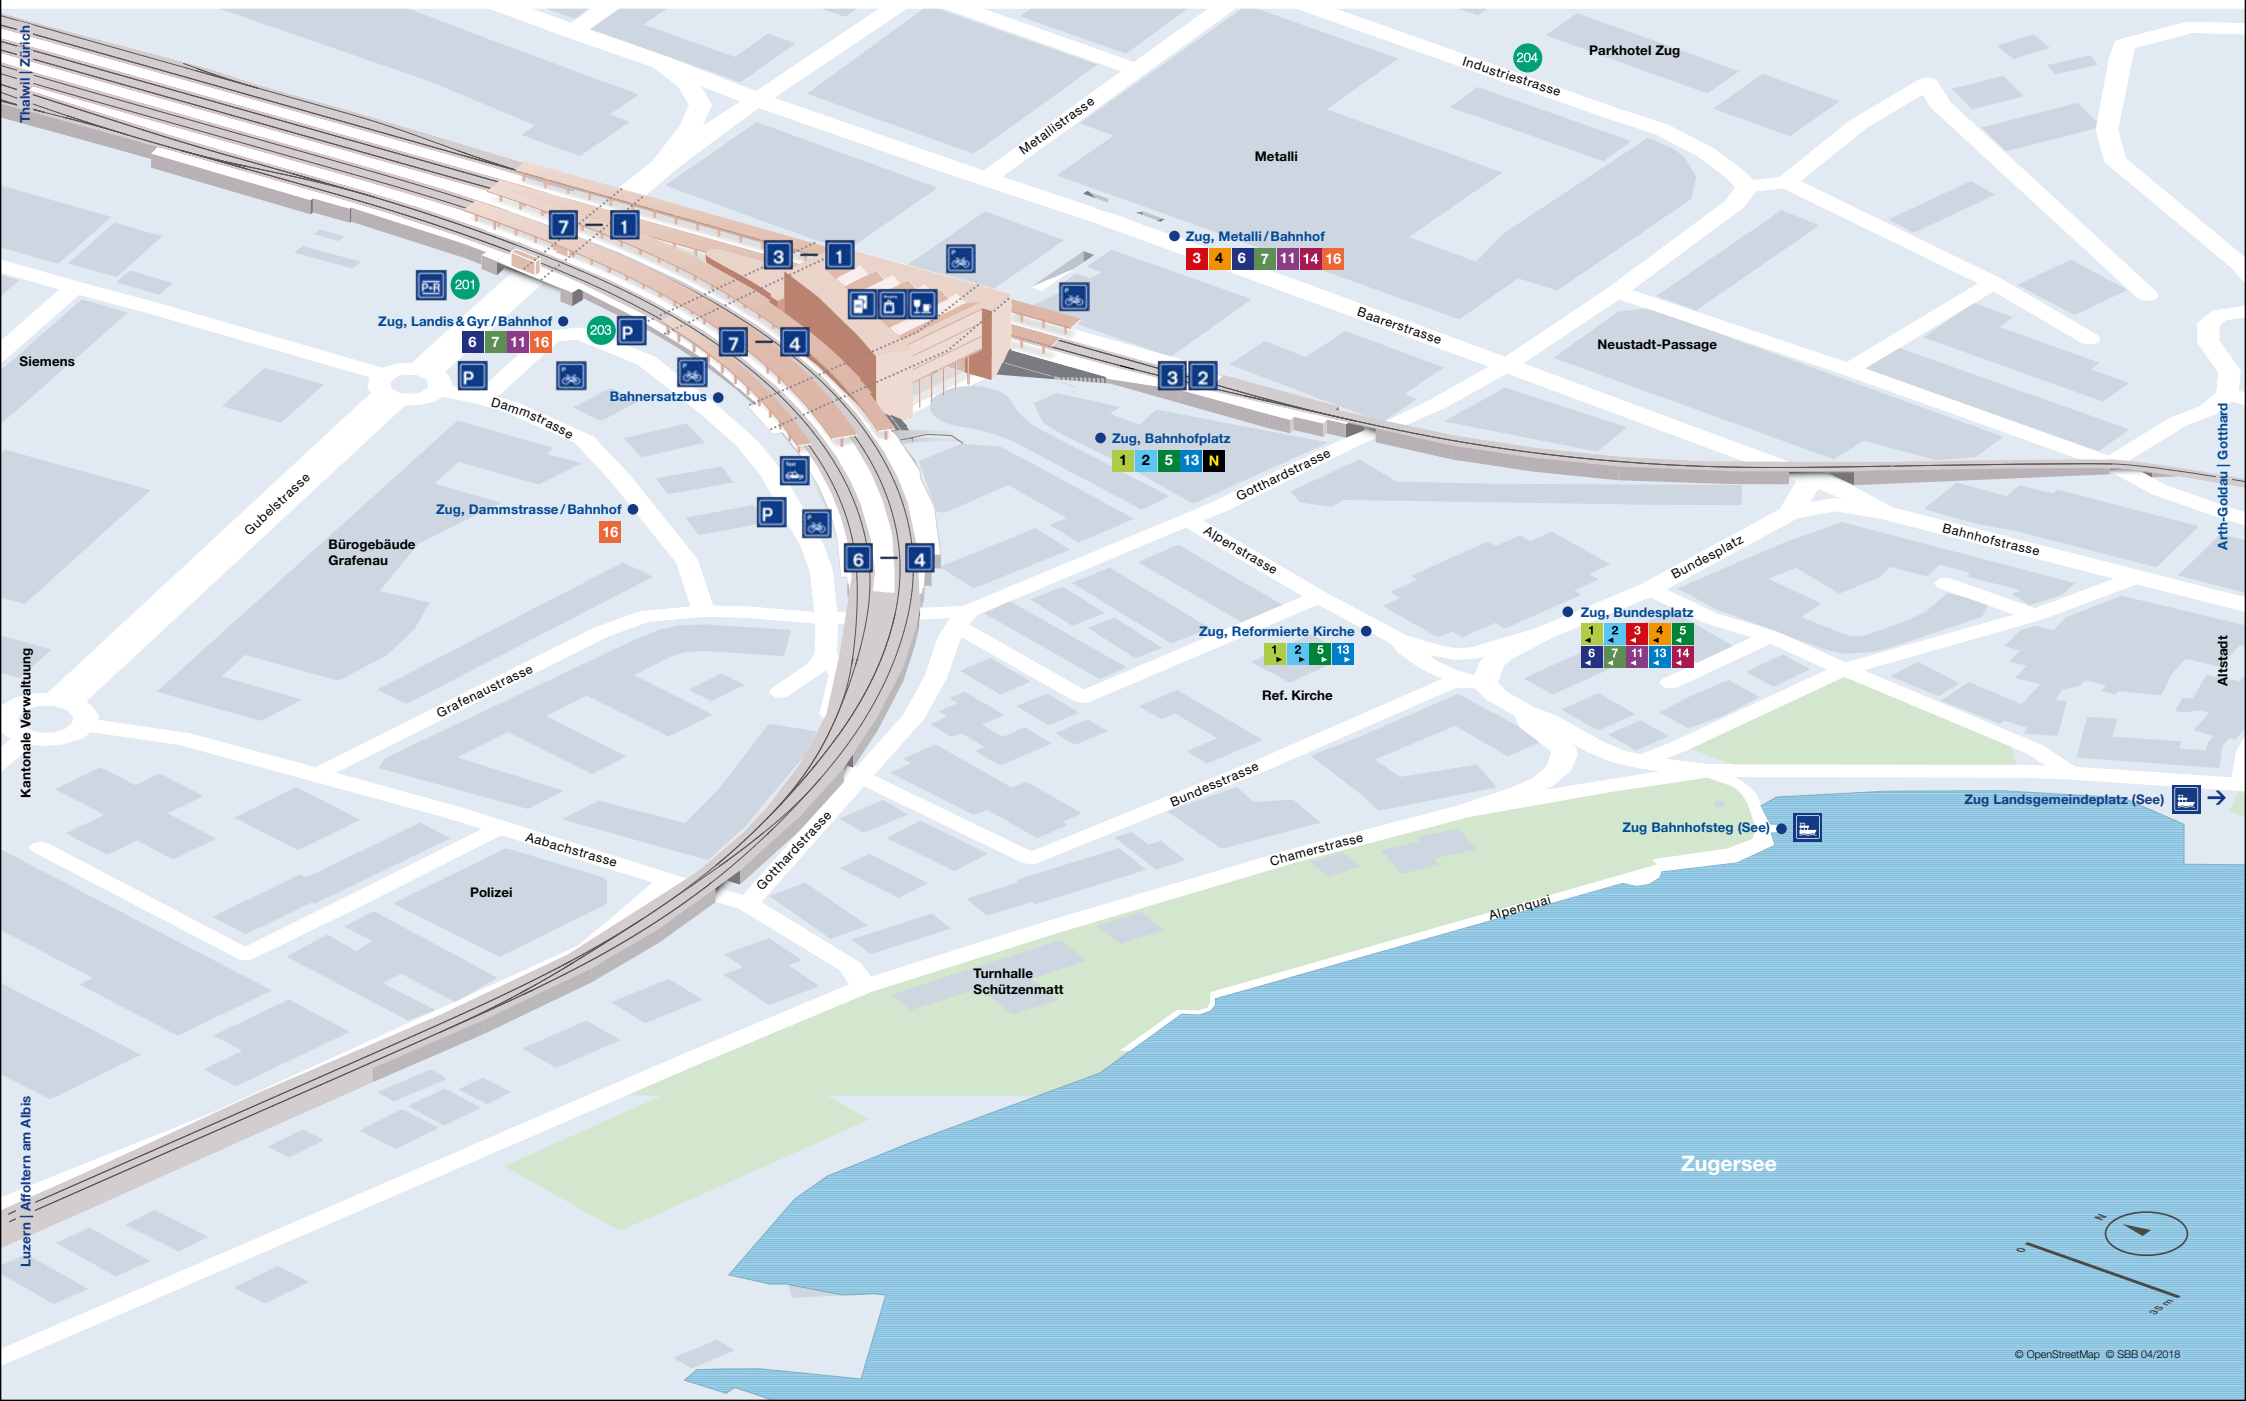 Thalwil | Zürich
204
Parkhotel Zug
Industriestrasse
Metallistrasse
Metalli
7 – 1
3 – 1
P
Zug, Metalli/Bahnhof
3 4 6 7 11 14 16
P+R
201
P
Zug, Landis & Gyr/Bahnhof
6 7 11 16
203
P
7 – 4
Baarerstrasse
Neustadt-Passage
Siemens
P
P
P
3 2
Bahnersatzbus
Dammstrasse
Zug, Bahnhofplatz
1 2 5 13 N
Gotthardstrasse
Arth-Goldau | Gotthard
Taxi
Gubelstrasse
Zug, Dammstrasse/Bahnhof
16
P
P
Bürogebäude
Grafenau
6 – 4
Alpenstrasse
Bundesplatz
Bahnhofstrasse
Zug, Reformierte Kirche
1 2 5 13
Zug, Bundesplatz
1 2 3 4 5
6 7 11 13 14
Altstadt
Ref. Kirche
Kantonale Verwaltung
Grafenaustrasse
Bundesstrasse
Zug Landsgemeindeplatz (See)
Zug Bahnhofsteg (See)
Aabachstrasse
Gotthardstrasse
Chamerstrasse
Polizei
Alpenquai
Turnhalle
Schützenmatt
Luzern | Affoltern am Albis
Zugersee
N
0
35 m
© OpenStreetMap © SBB 04/2018